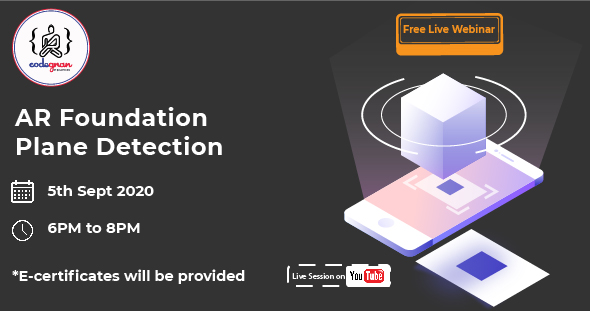 codegnan
Free Live Webinar
AR Foundation
Plane Detection
5th Sept 2020
6PM to 8PM
*E-certificates will be provided
Live Session on YouTube